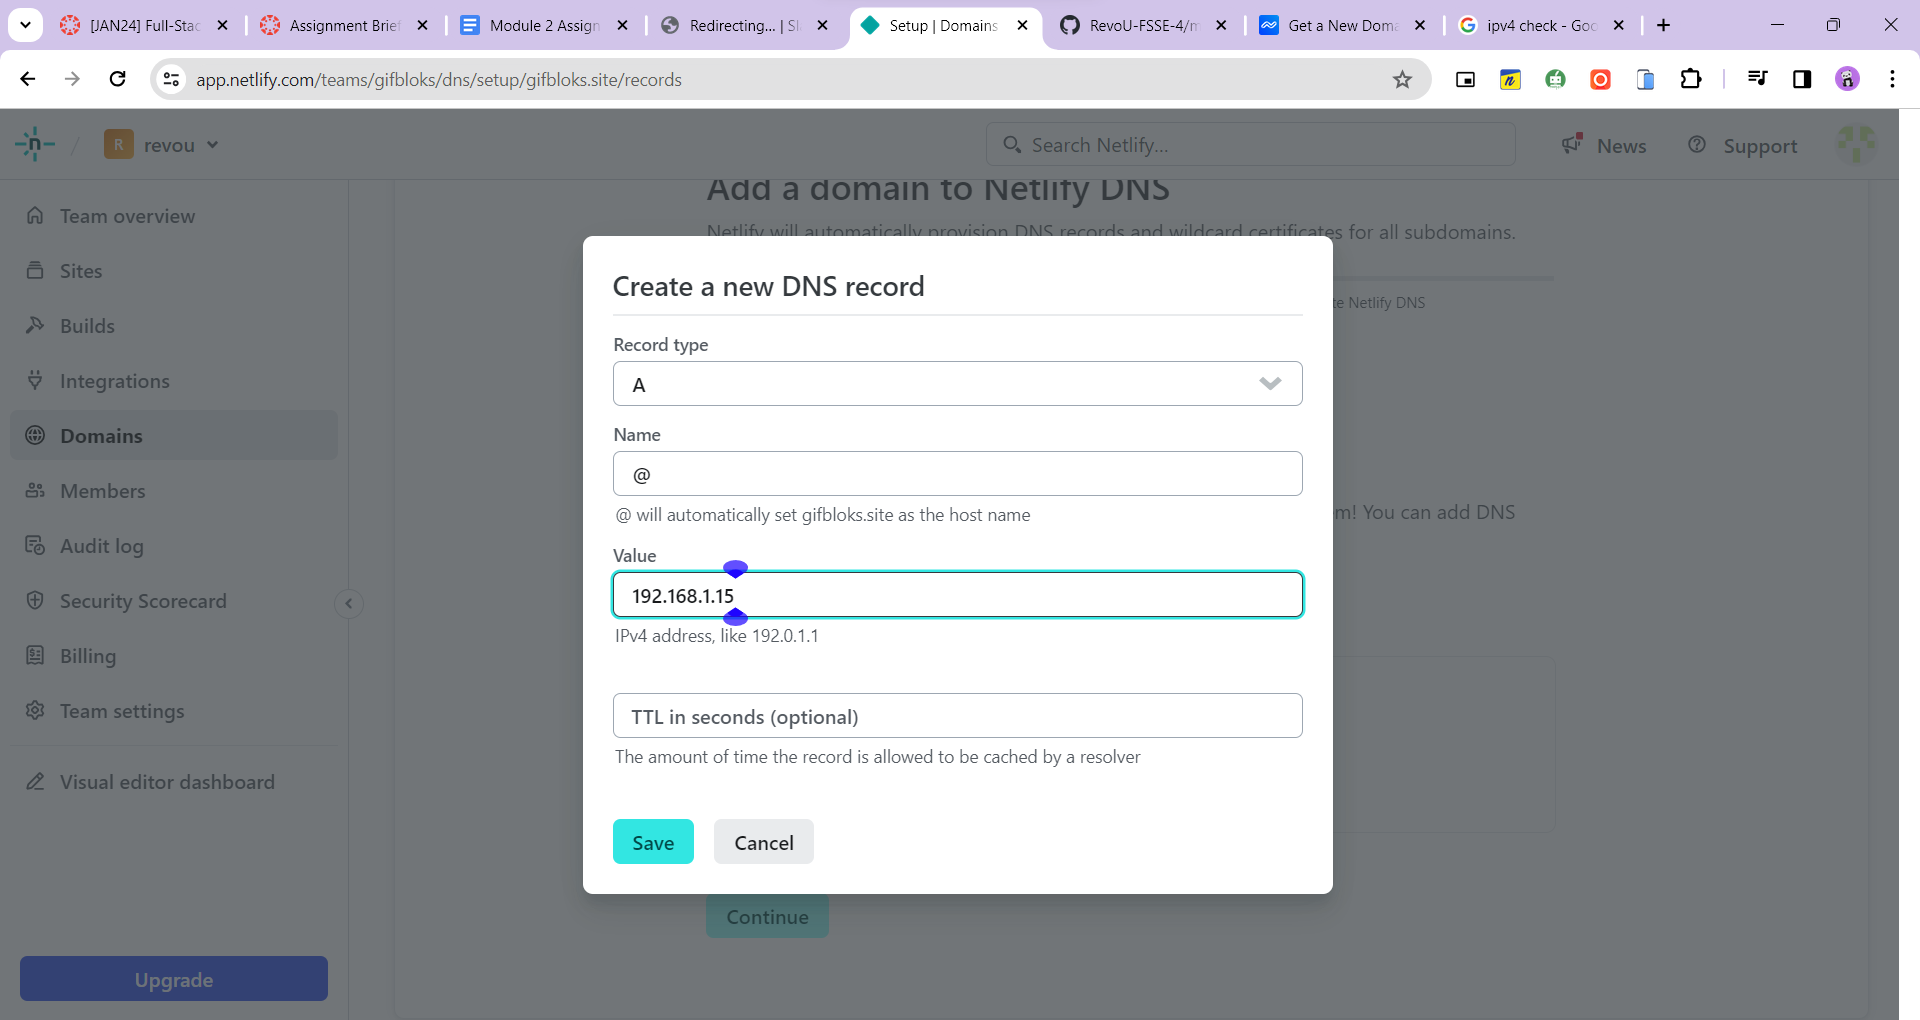 [JAN24] Full-Stac
Assignment Brief
Module 2 Assign
Redirecting... | Sl
Setup | Domains
RevoU-FSSE-4/m
Get a New Doma
ipv4 check - Goo
app.netlify.com/teams/gifbloks/dns/setup/gifbloks.site/records
n
R
revou
Search Netlify...
News
Support
Team overview
Sites
Builds
Integrations
Domains
Members
Audit log
Security Scorecard
Billing
Team settings
Visual editor dashboard
Upgrade
Add a domain to Netlify DNS
Netlify will automatically provision DNS records and wildcard certificates for all subdomains.
te Netlify DNS
m! You can add DNS
Create a new DNS record
Record type
A
Name
@
@ will automatically set gifbloks.site as the host name
Value
192.168.1.15
IPv4 address, like 192.0.1.1
TTL in seconds (optional)
The amount of time the record is allowed to be cached by a resolver
Save
Cancel
Continue